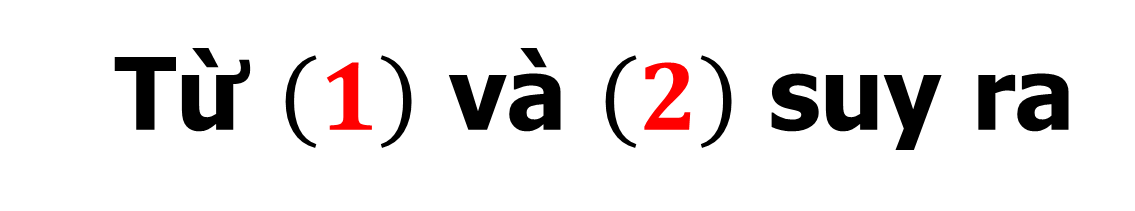 Từ (1) và (2) suy ra